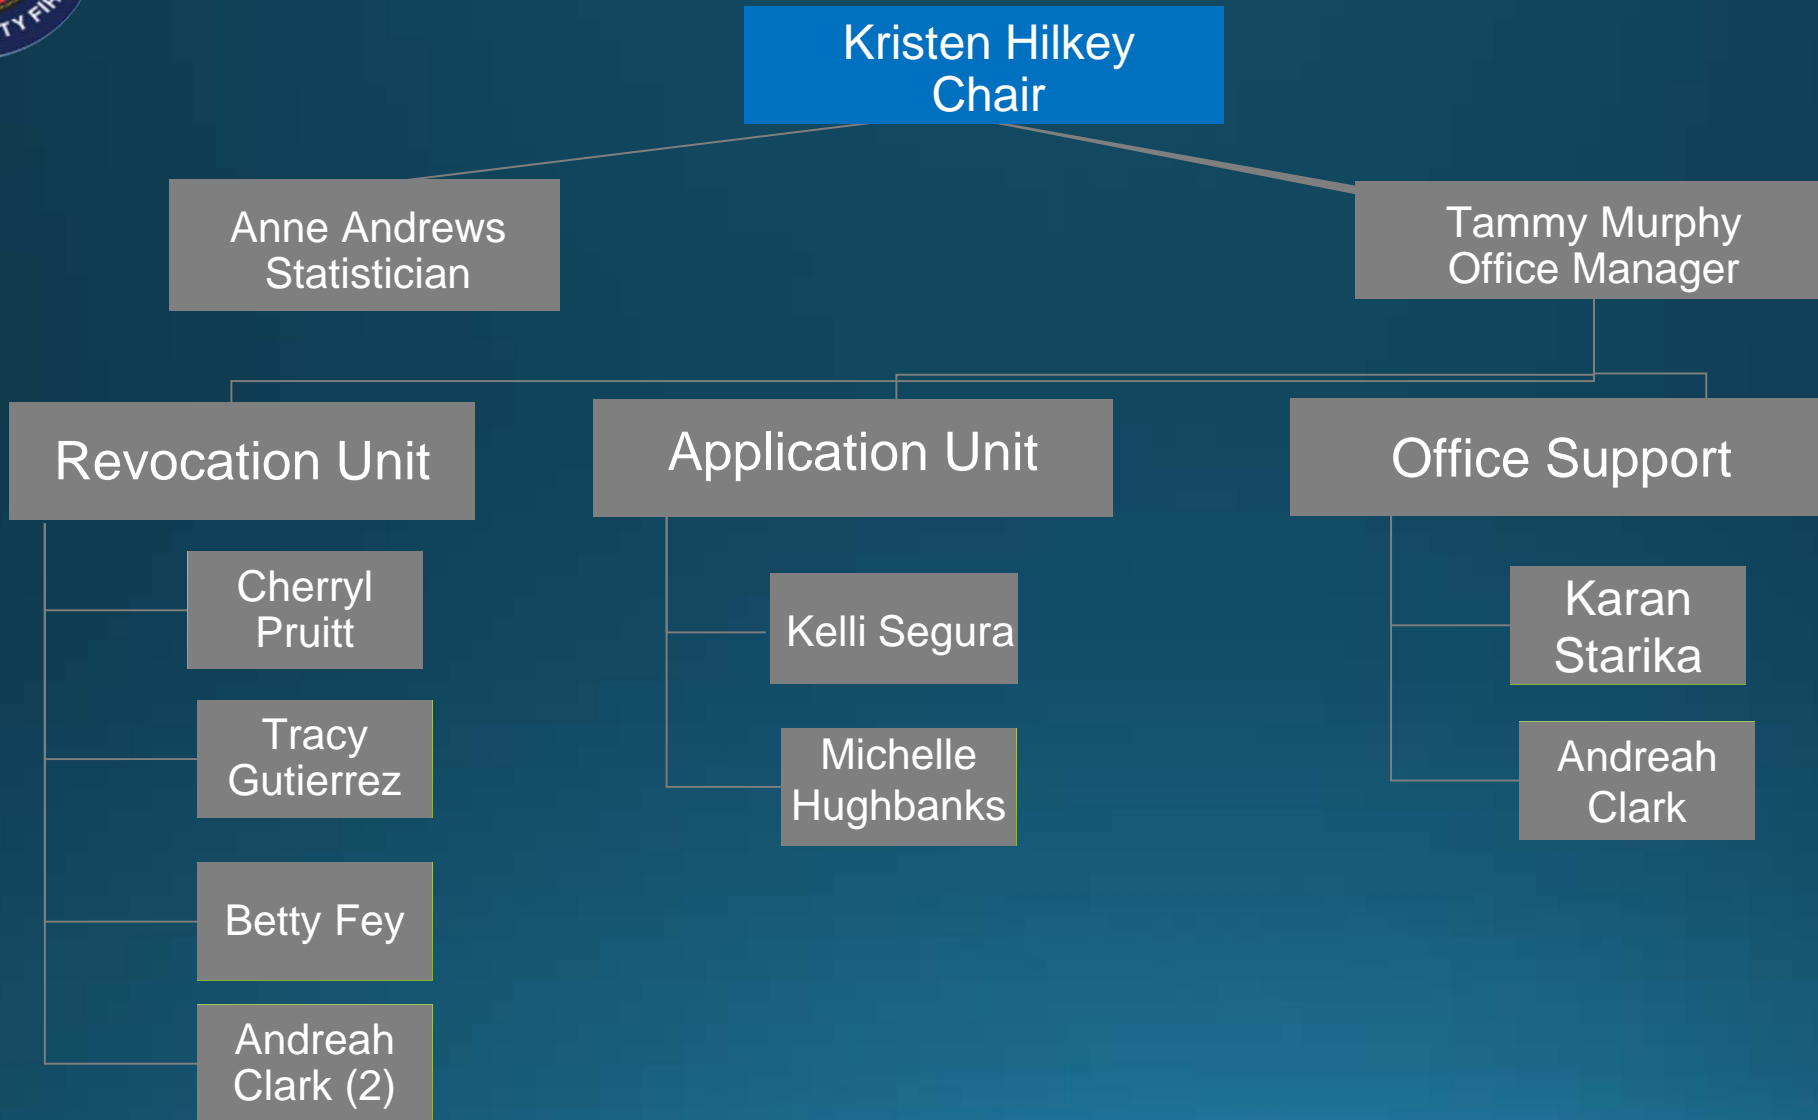 Kristen Hilkey
Chair
Anne Andrews
Statistician
Tammy Murphy
Office Manager
Revocation Unit
Application Unit
Office Support
Cherryl
Pruitt
Tracy
Gutierrez
Betty Fey
Andreah
Clark (2)
Kelli Segura
Michelle
Hughbanks
Karan
Starika
Andreah
Clark